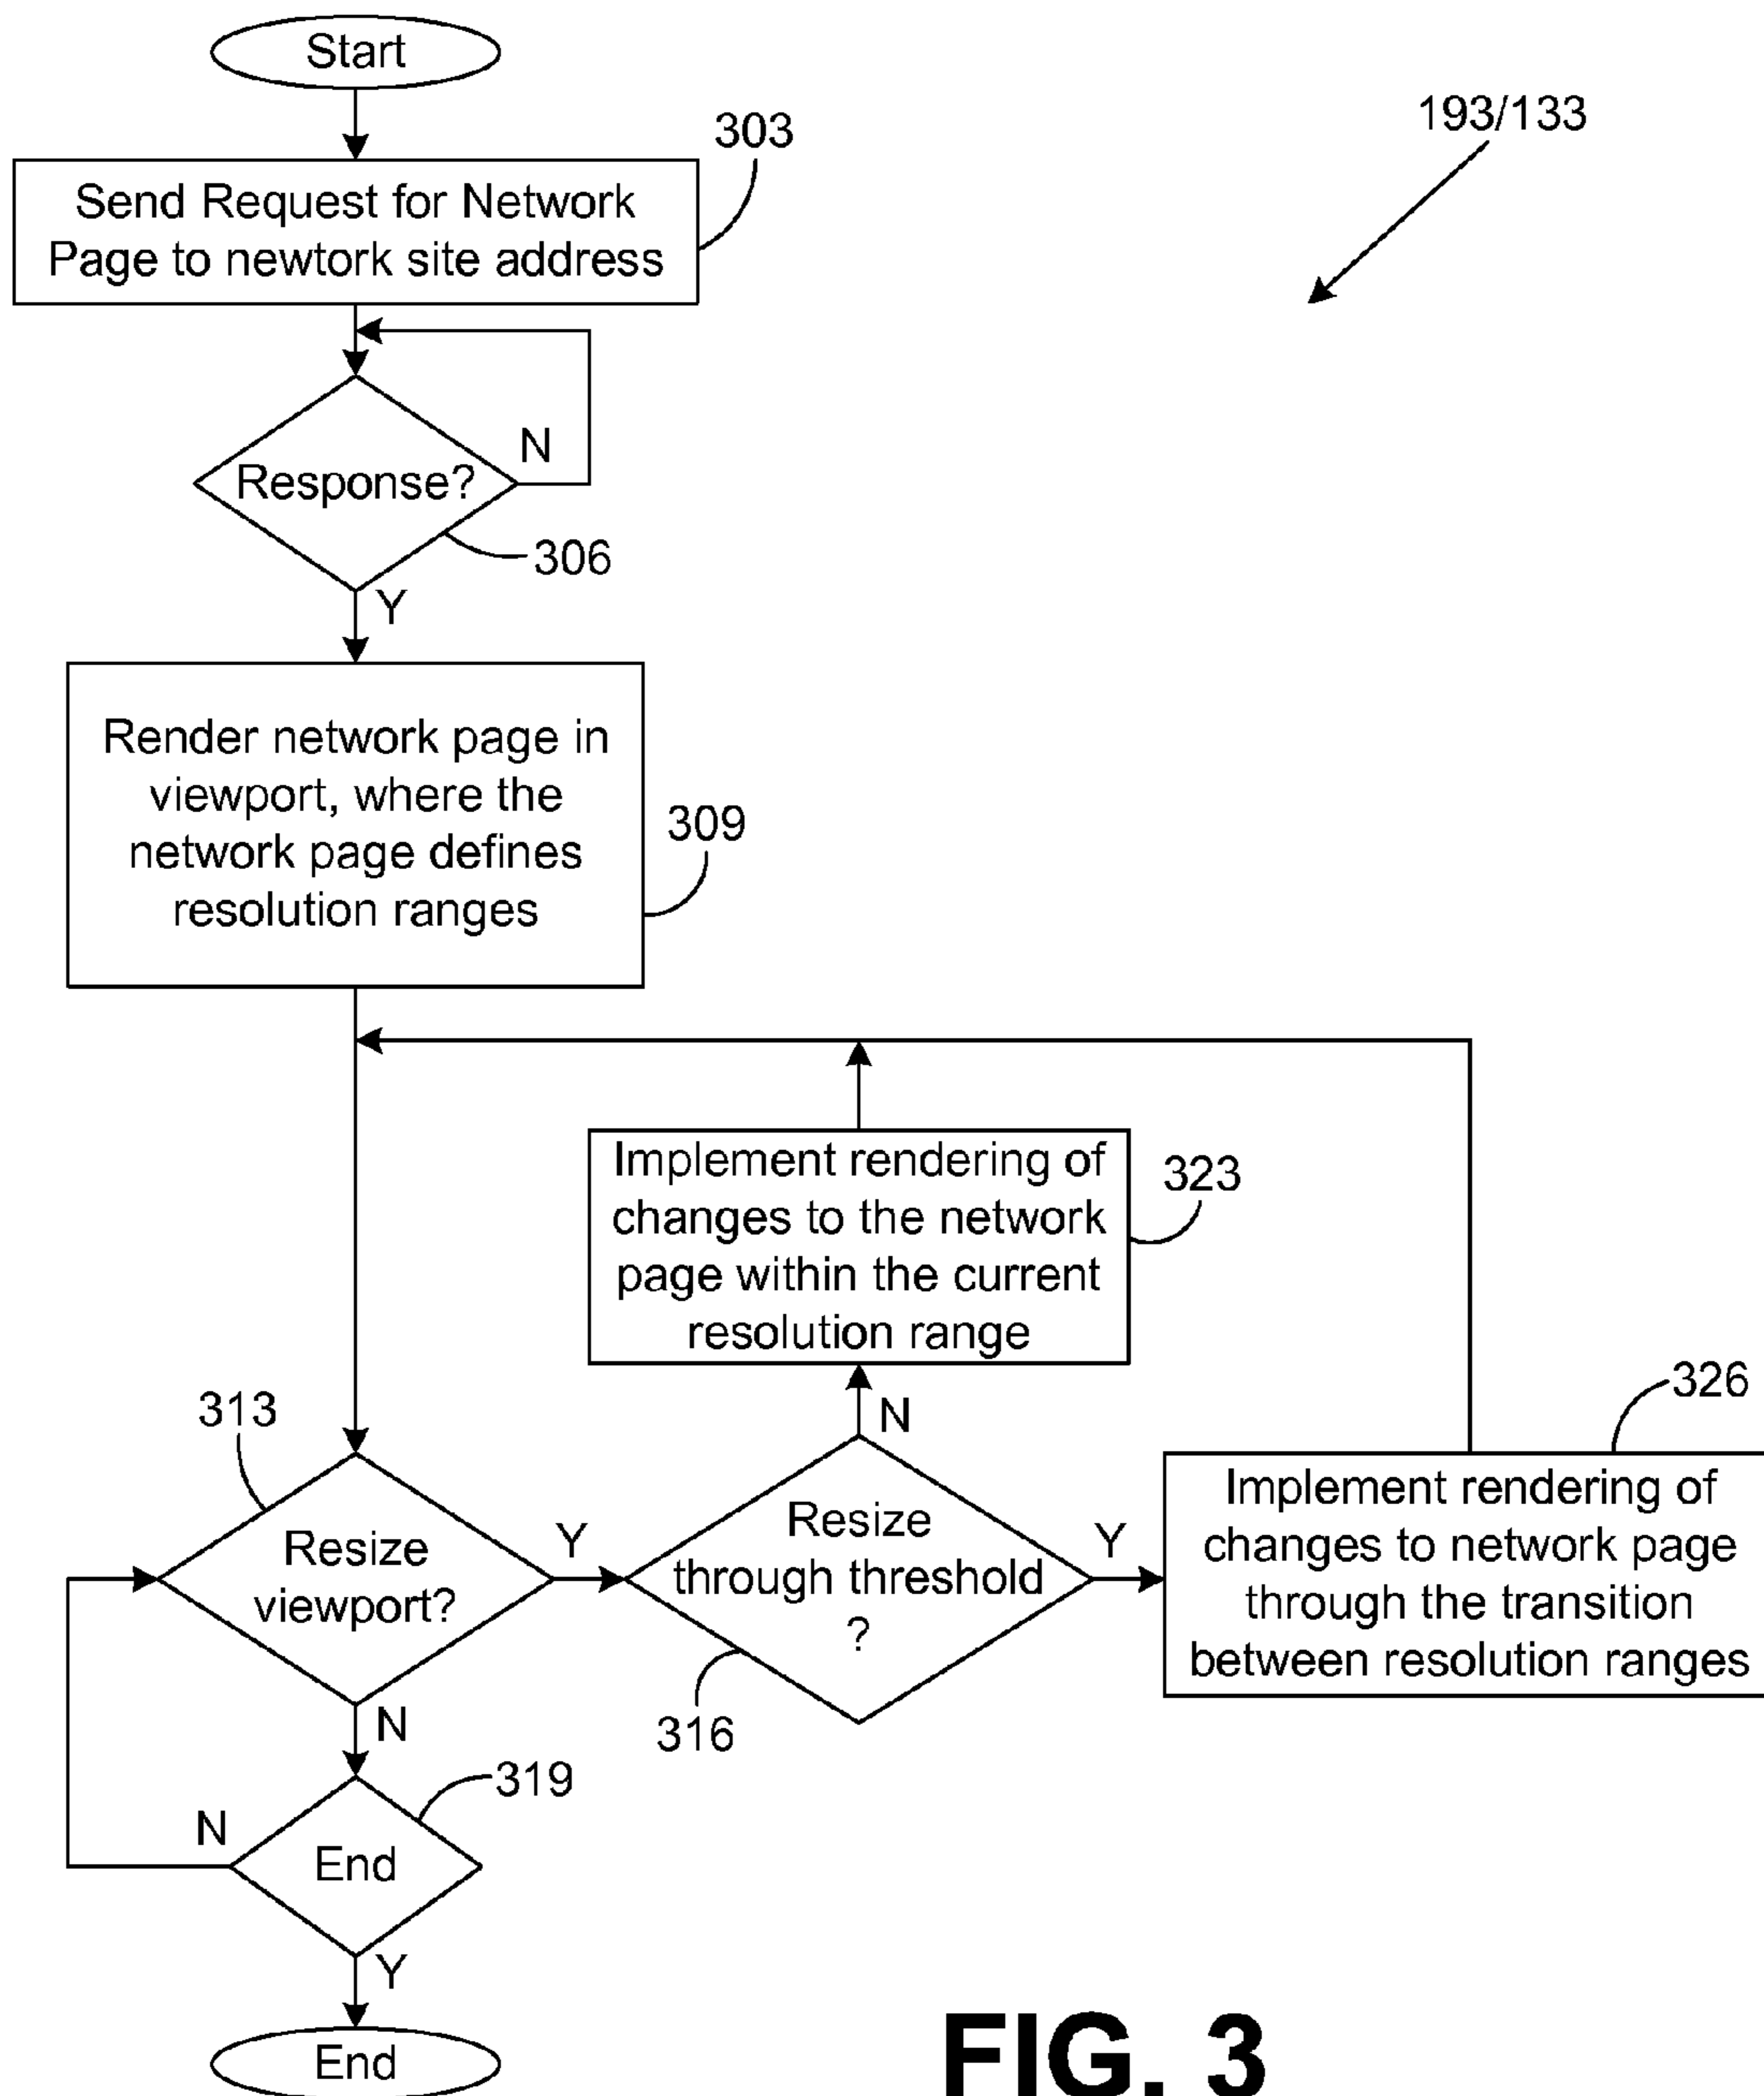 Start
193/133
303
Send Request for Network
Page to newtork site address
N
Response?
306
Y
Render network page in
viewport, where the
network page defines
resolution ranges
309
Implement rendering of
changes to the network
page within the current
resolution range
323
326
313
N
Resize
viewport?
Y
Resize
through threshold
?
Y
Implement rendering of
changes to network page
through the transition
between resolution ranges
316
N
319
N
End
Y
End
FIG. 3